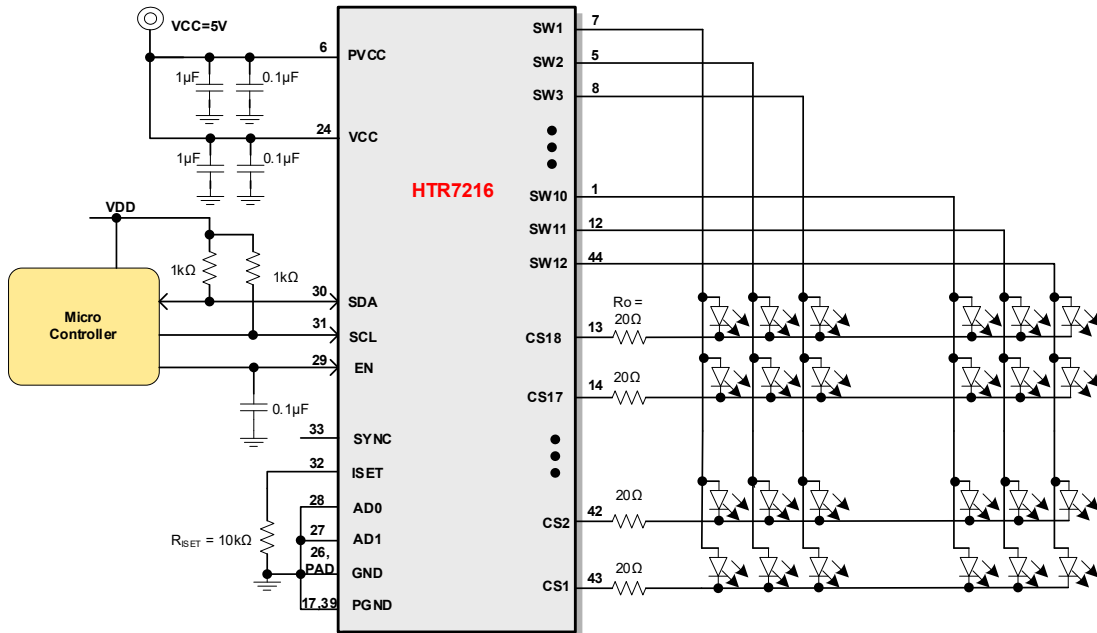 VCC=5V
6
PVCC
1µF
0.1µF
24
VCC
1µF
0.1µF
HTR7216
VDD
1kΩ
1kΩ
Micro
Controller
30
SDA
31
SCL
29
EN
0.1µF
33
SYNC
32
ISET
28
AD0
RISET = 10kΩ
27
AD1
26,
PAD
GND
17,39
PGND
SW1
7
SW2
5
SW3
8
SW10
1
SW11
12
SW12
44
Ro =
20Ω
CS18
13
CS17
14
20Ω
CS2
42
20Ω
CS1
43
20Ω